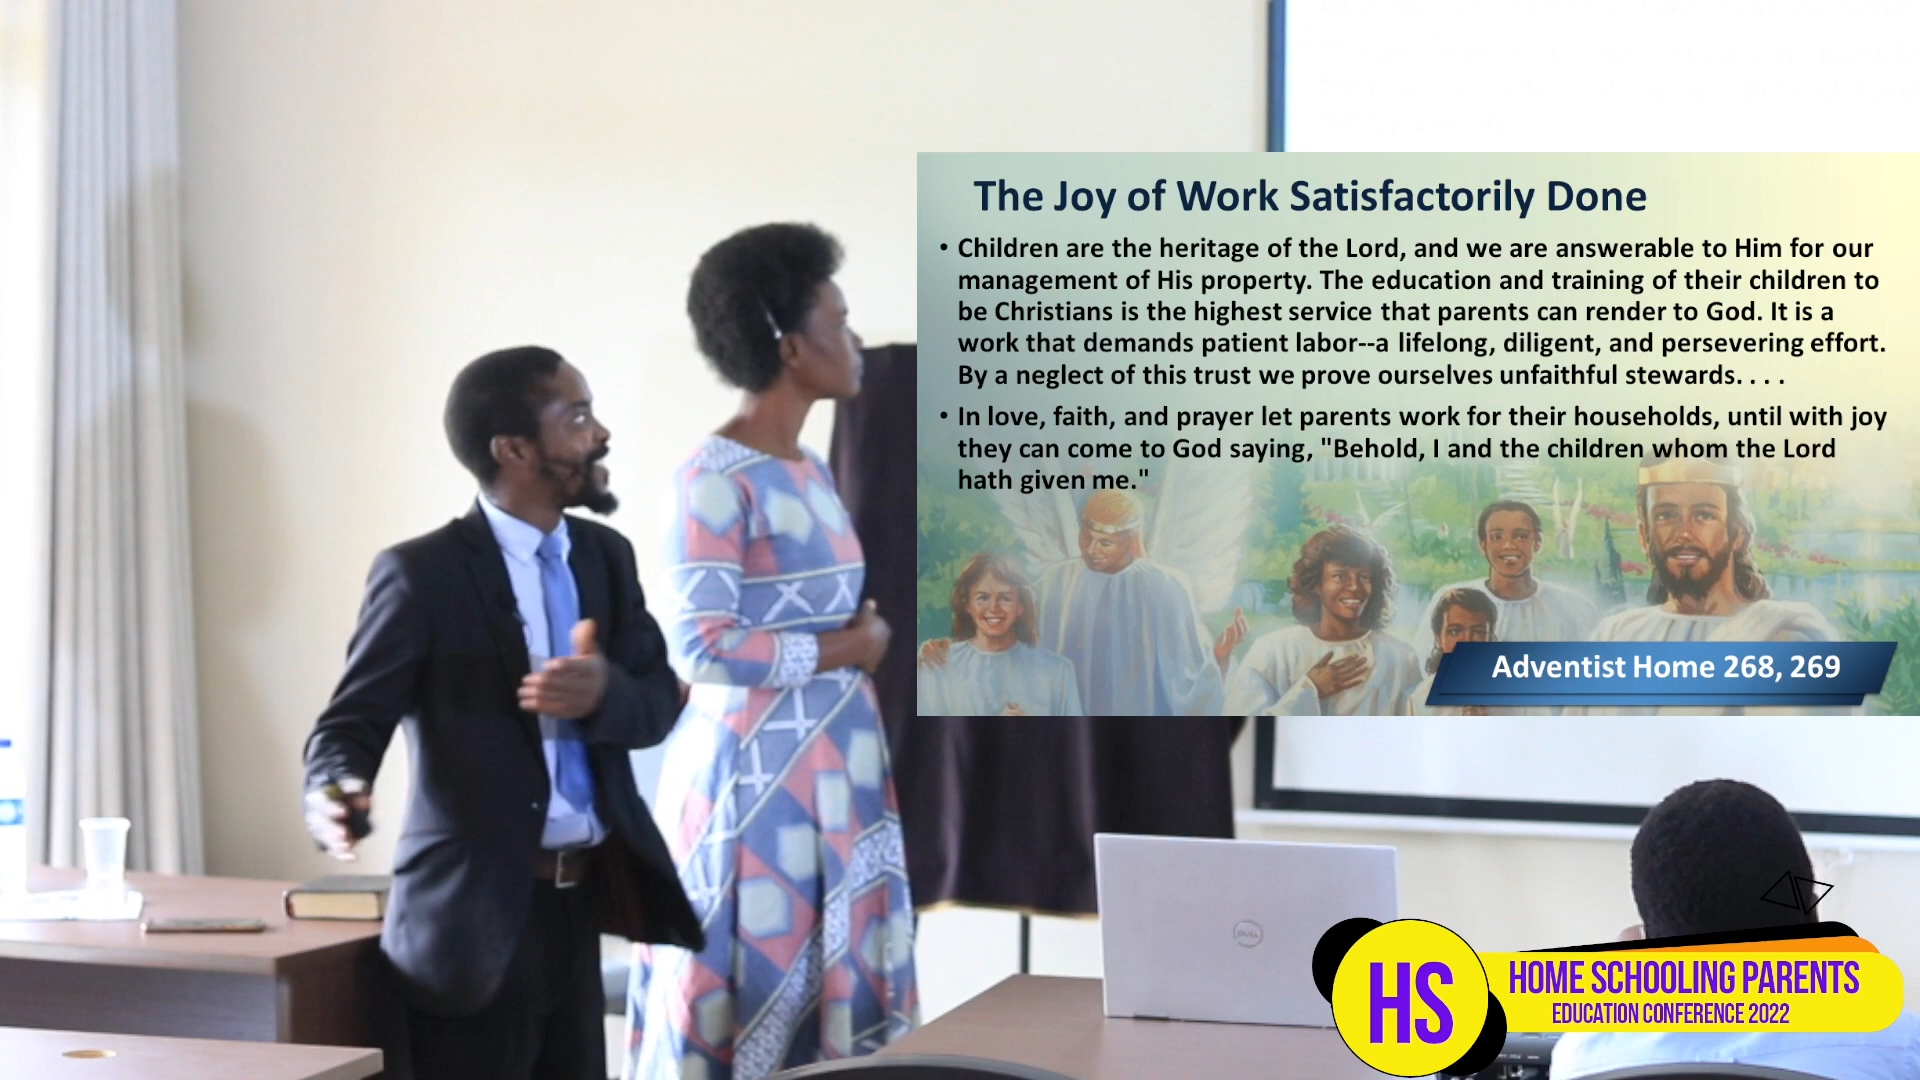 The Joy of Work Satisfactorily Done
• Children are the heritage of the Lord, and we are answerable to Him for our
management of His property. The education and training of their children to
be Christians is the highest service that parents can render to God. It is a
work that demands patient labor--a lifelong, diligent, and persevering effort.
By a neglect of this trust we prove ourselves unfaithful stewards. . . .
• In love, faith, and prayer let parents work for their households, until with joy
they can come to God saying, "Behold, I and the children whom the Lord
hath given me."
Adventist Home 268, 269
DELL
HS
HOME SCHOOLING PARENTS
EDUCATION CONFERENCE 2022